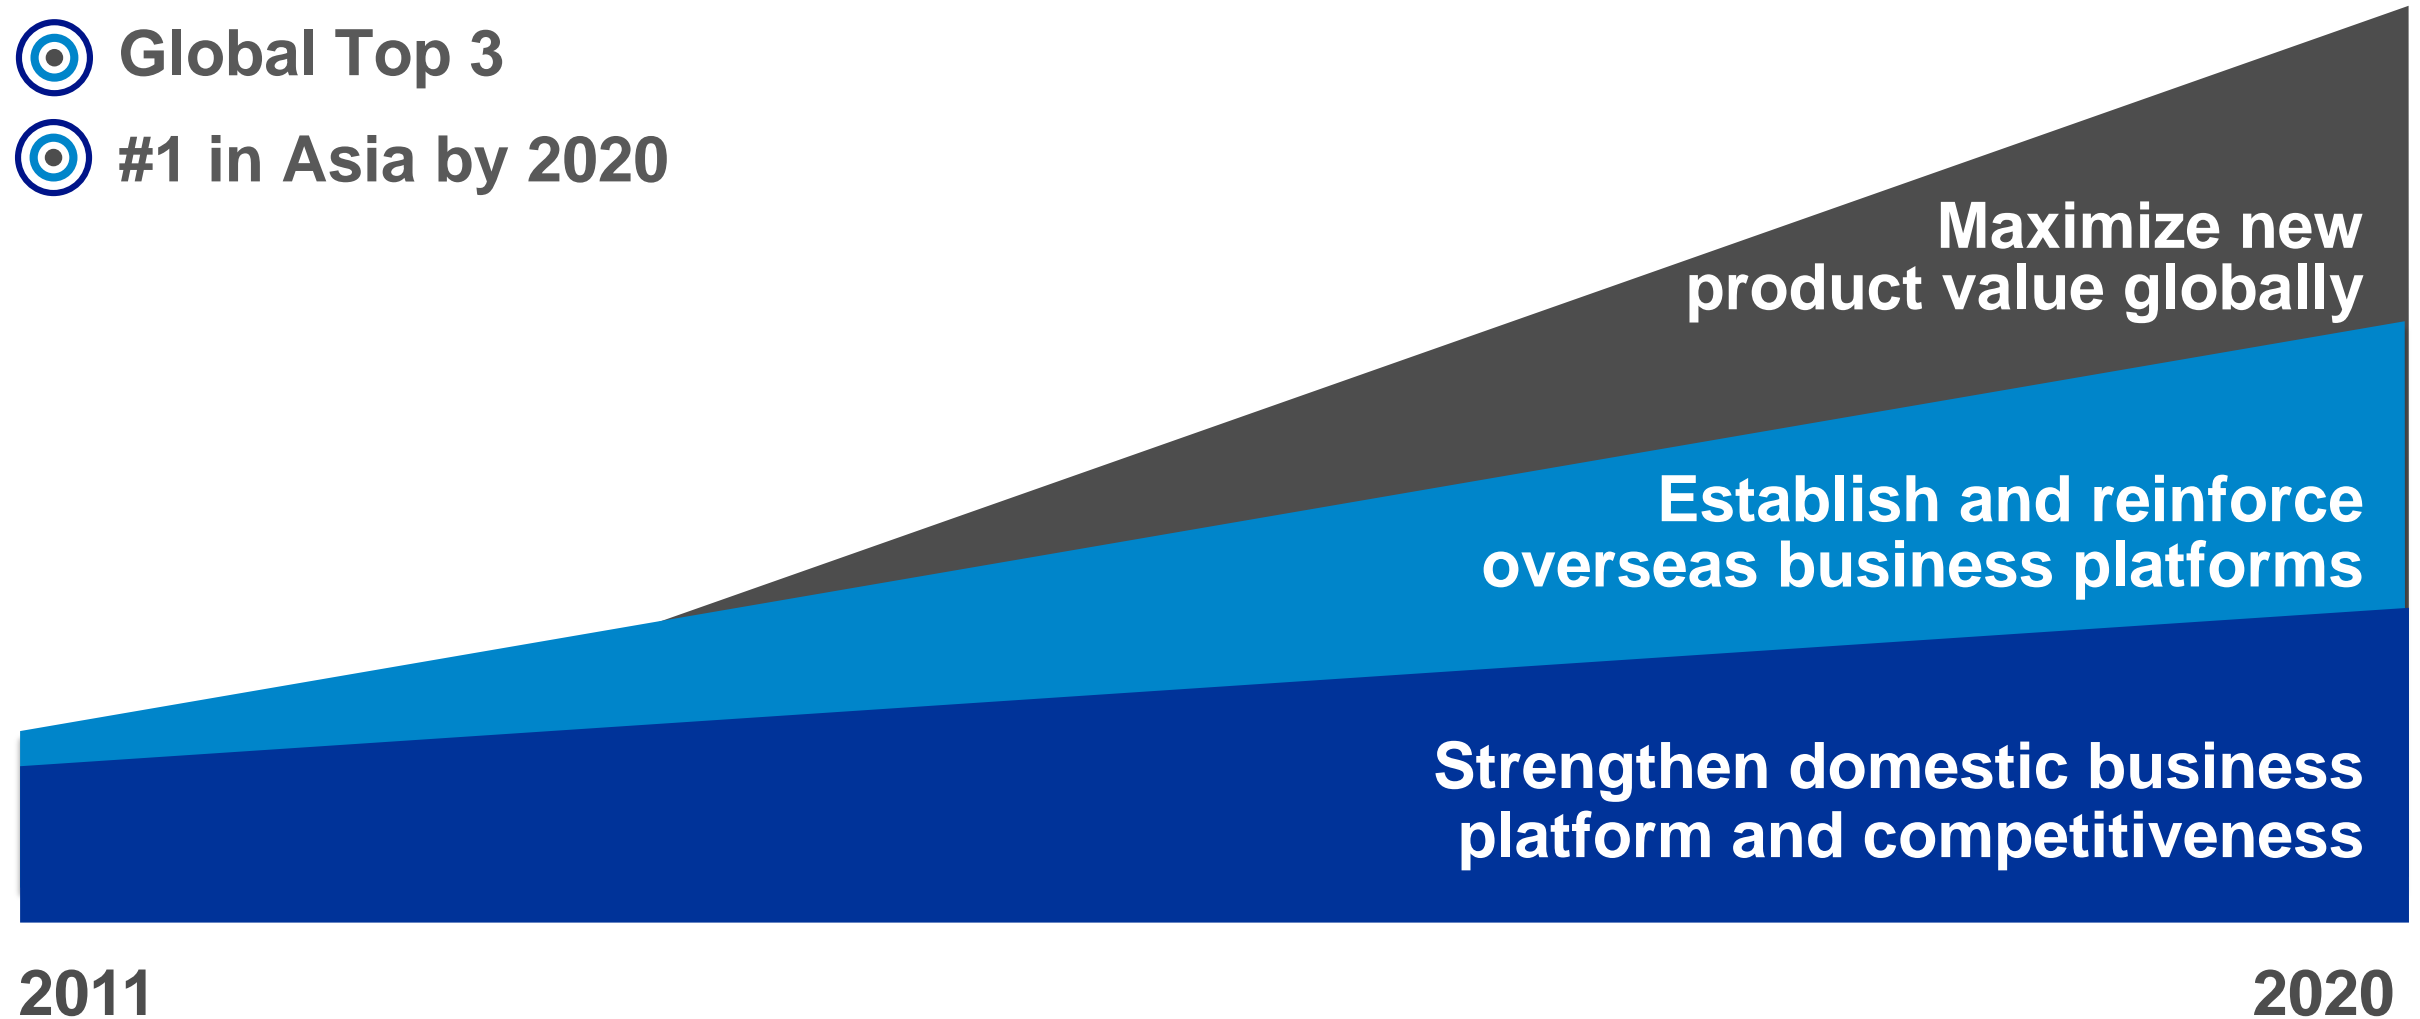 Global Top 3
#1 in Asia by 2020
Maximize new
product value globally
Establish and reinforce
overseas business platforms
Strengthen domestic business
platform and competitiveness
2011
2020